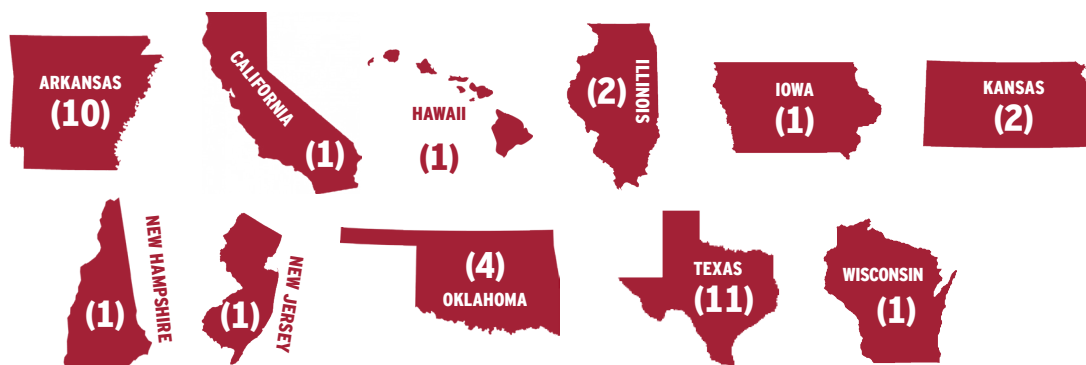 ARKANSAS
(10)
CALIFORNIA
(1)
HAWAII
(1)
(2)
ILLINOIS
IOWA
(1)
KANSAS
(2)
NEW HAMPSHIRE
(1)
(1)
NEW JERSEY
(4)
OKLAHOMA
TEXAS
(11)
WISCONSIN
(1)